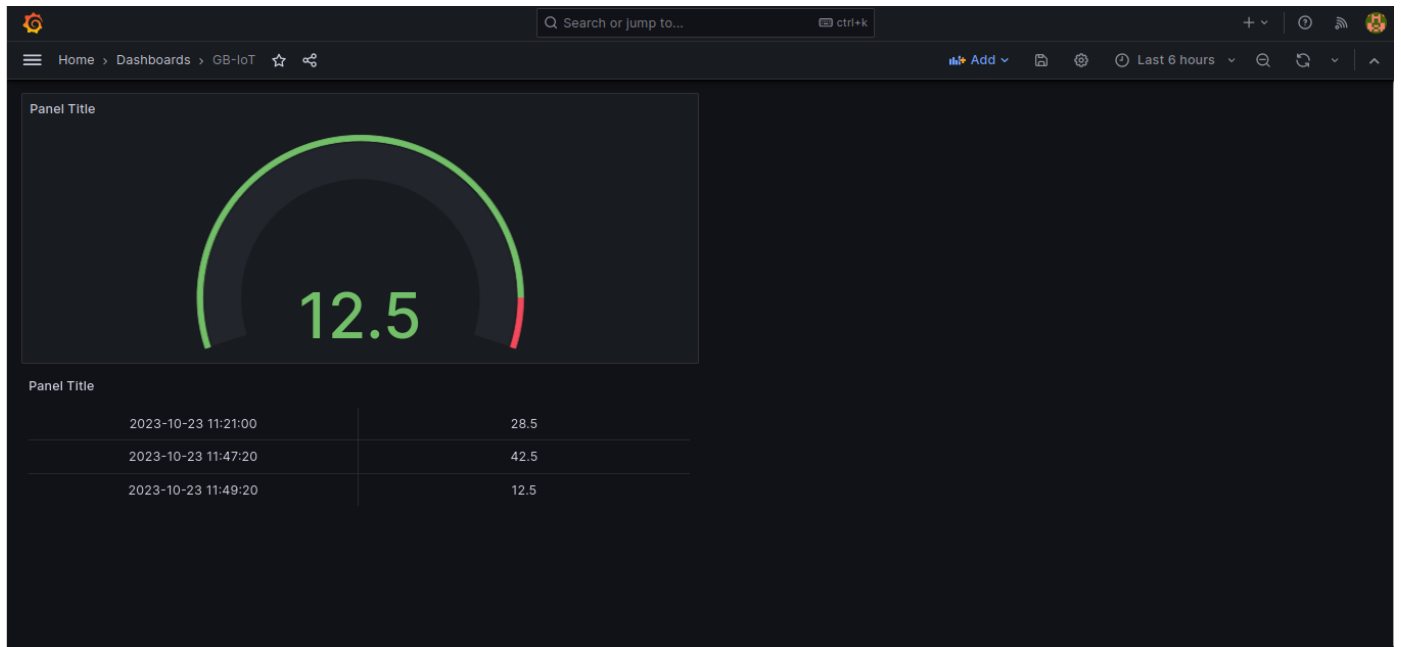 Search or jump to... ctrl+k
Home › Dashboards › GB-IoT Add Last 6 hours
Panel Title
12.5
Panel Title
2023-10-23 11:21:00 28.5
2023-10-23 11:47:20 42.5
2023-10-23 11:49:20 12.5